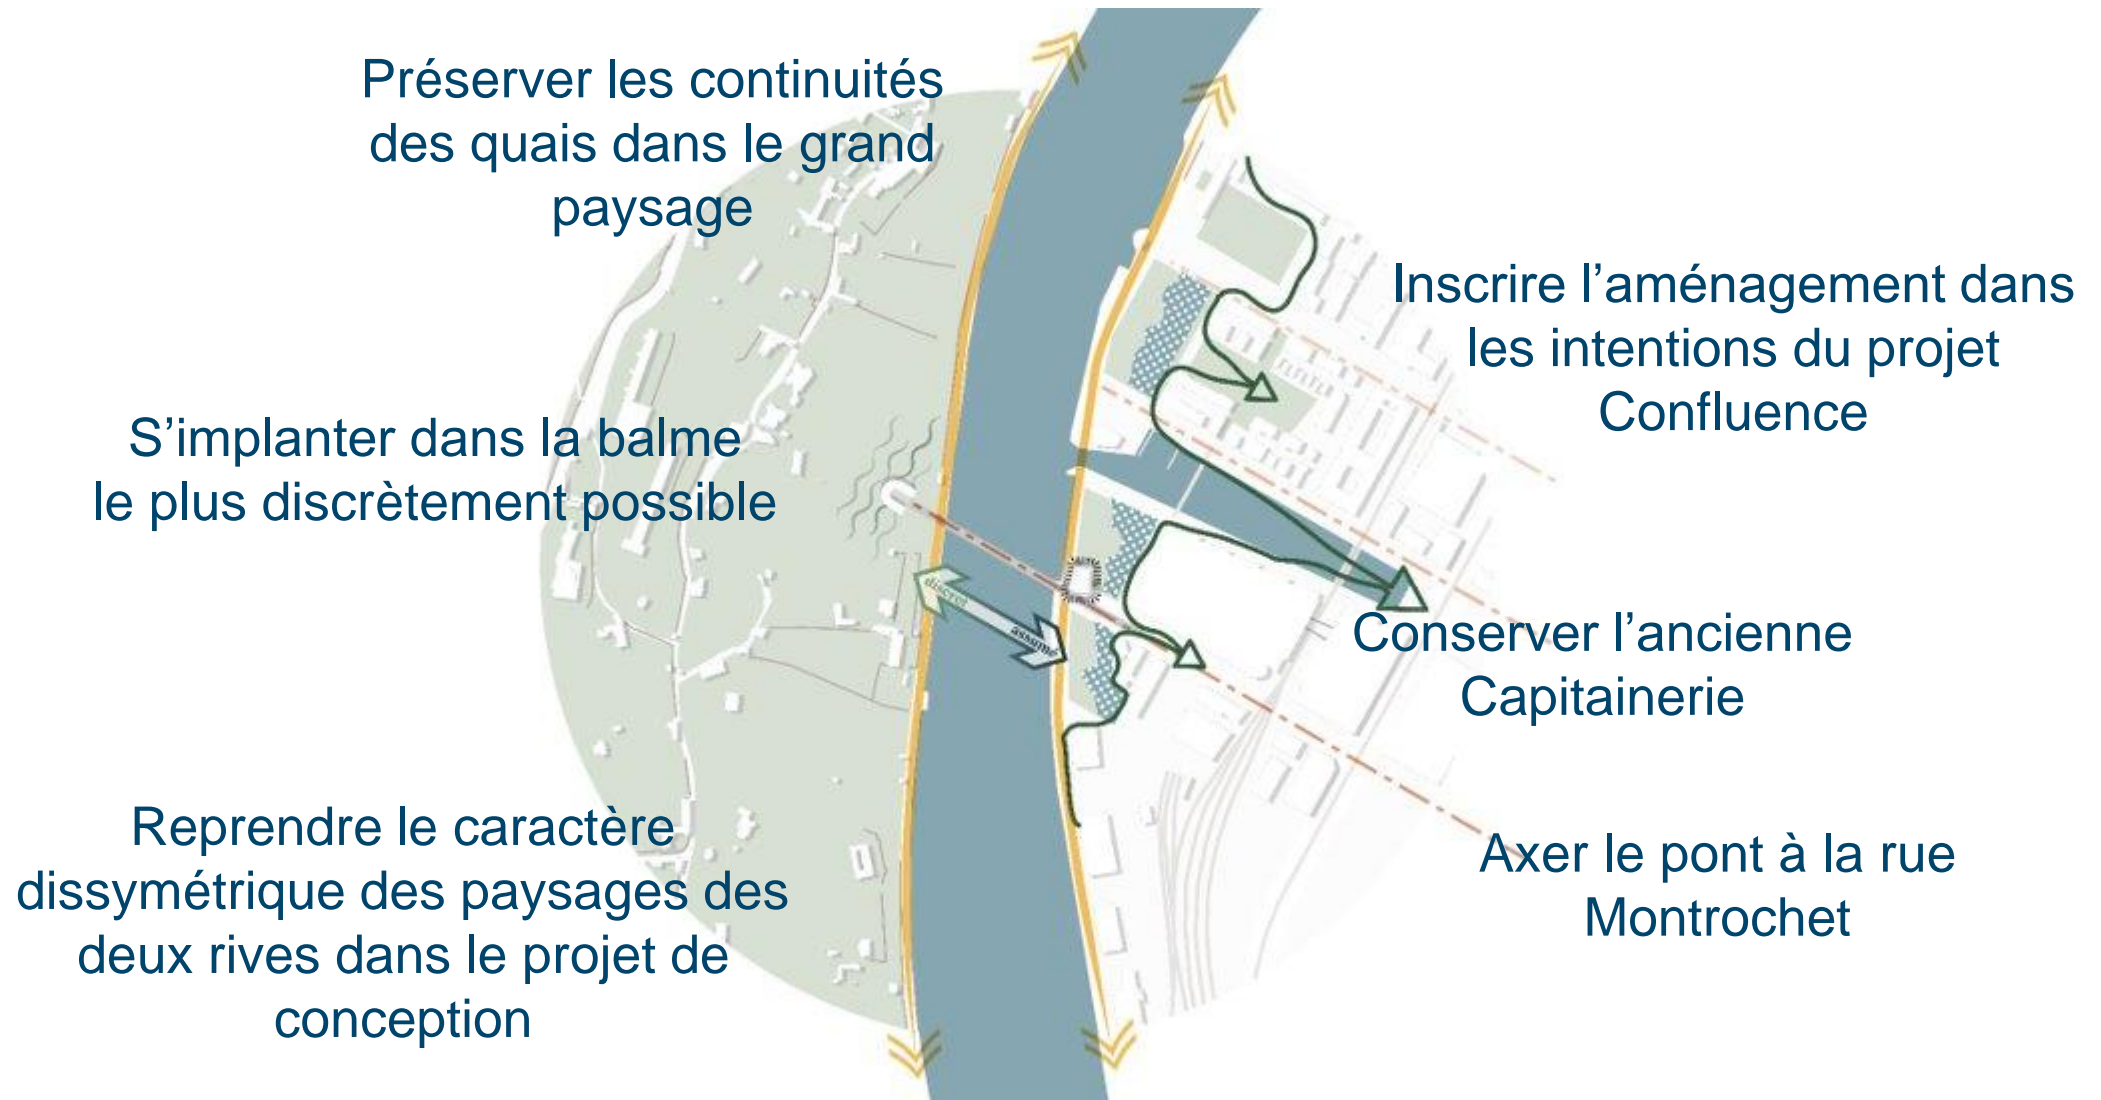 Préserver les continuités
des quais dans le grand
paysage
Inscrire l’aménagement dans
les intentions du projet
Confluence
S’implanter dans la balme
le plus discrètement possible
discret
assumé
Conserver l’ancienne
Capitainerie
Reprendre le caractère
dissymétrique des paysages des
deux rives dans le projet de
conception
Axer le pont à la rue
Montrochet